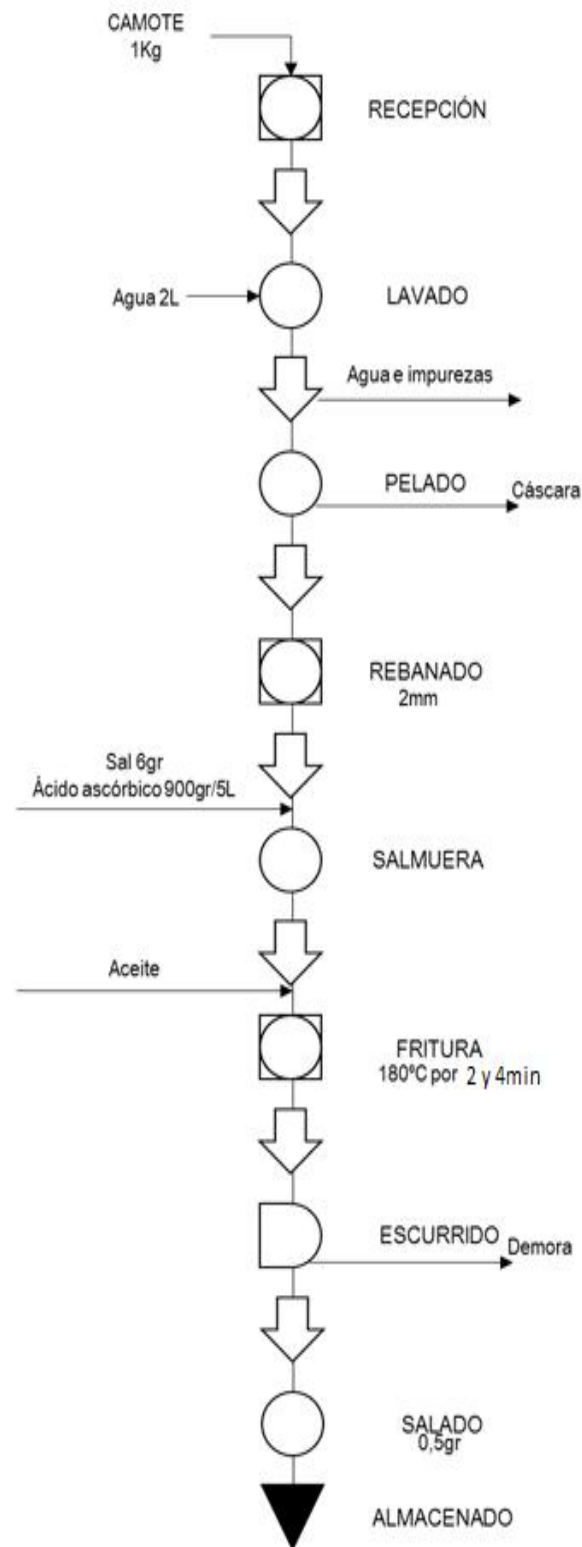 CAMOTE
1Kg
RECEPCIÓN
Agua 2L
LAVADO
Agua e impurezas
PELADO
Cáscara
REBANADO
2mm
Sal 6gr
Ácido ascórbico 900gr/5L
SALMUERA
Aceite
FRITURA
180ºC por 2 y 4min
ESCURRIDO
Demora
SALADO
0,5gr
ALMACENADO